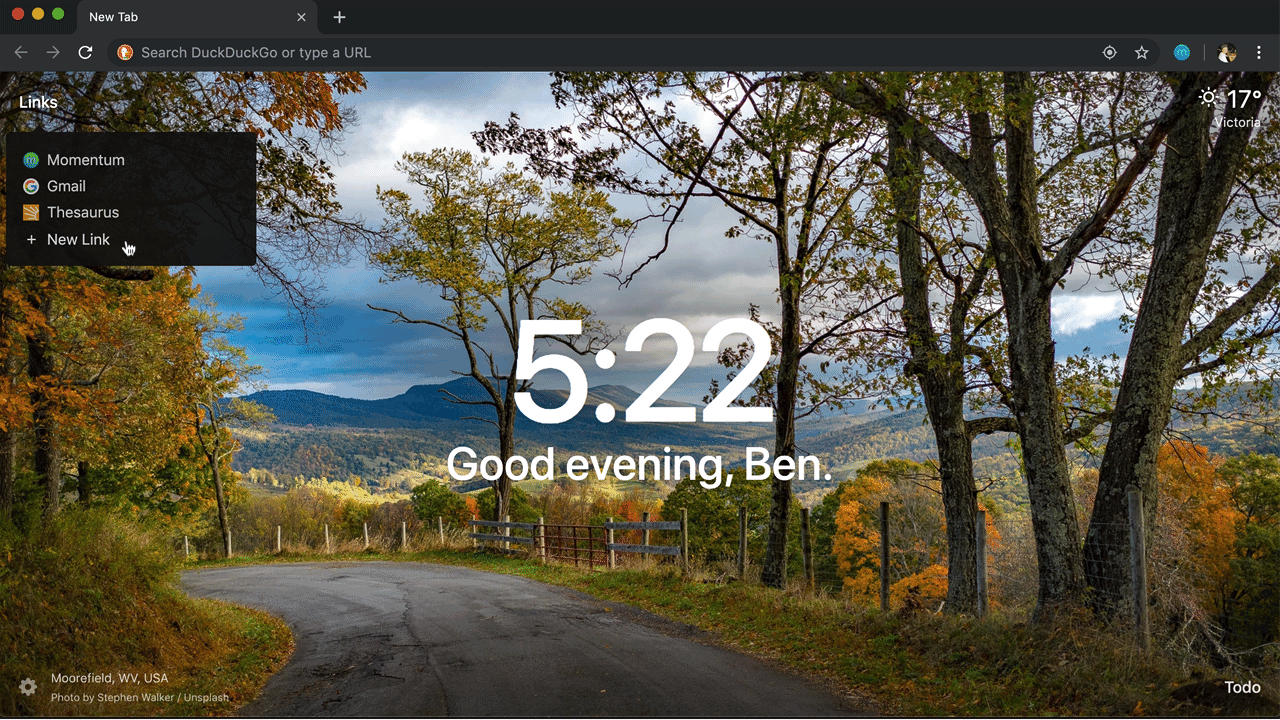 New Tab
Search DuckDuckGo or type a URL
Links
17°
Victoria
Momentum
Gmail
Thesaurus
+ New Link
5:22
Good evening, Ben.
Moorefield, WV, USA
Photo by Stephen Walker / Unsplash
Todo